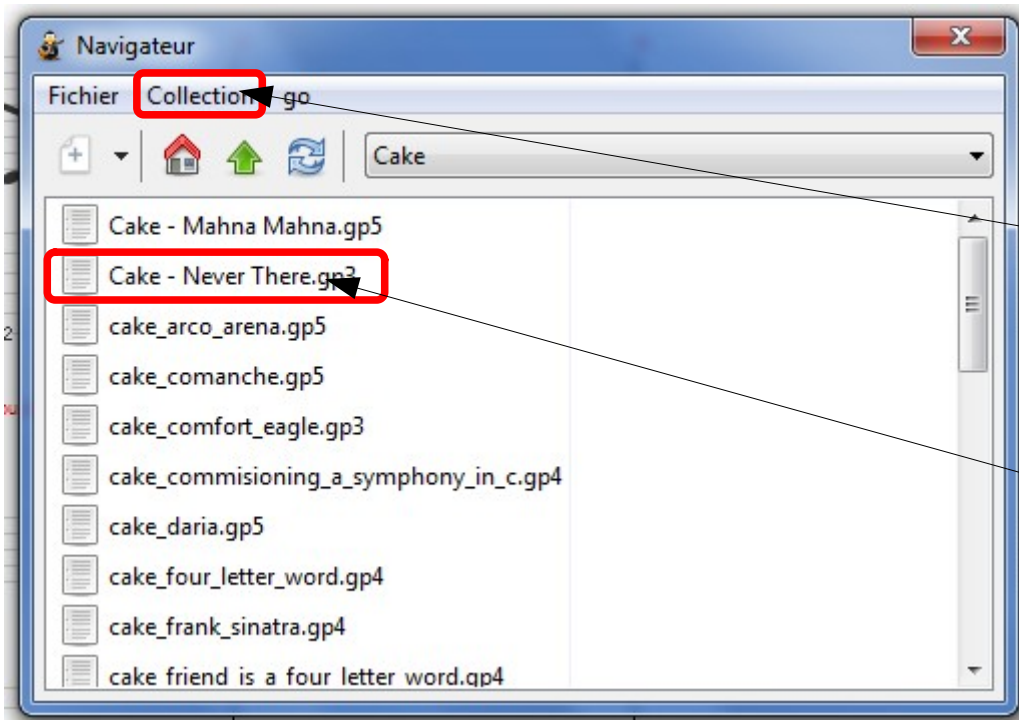 Navigateur
Fichier Collection go
Cake
Cake - Mahna Mahna.gp5
Cake - Never There.gp3
cake_arco_arena.gp5
cake_comanche.gp5
cake_comfort_eagle.gp3
cake_commisioning_a_symphony_in_c.gp4
cake_daria.gp5
cake_four_letter_word.gp4
cake_frank_sinatra.gp4
cake_friend_is_a_four_letter_word.gp4
2